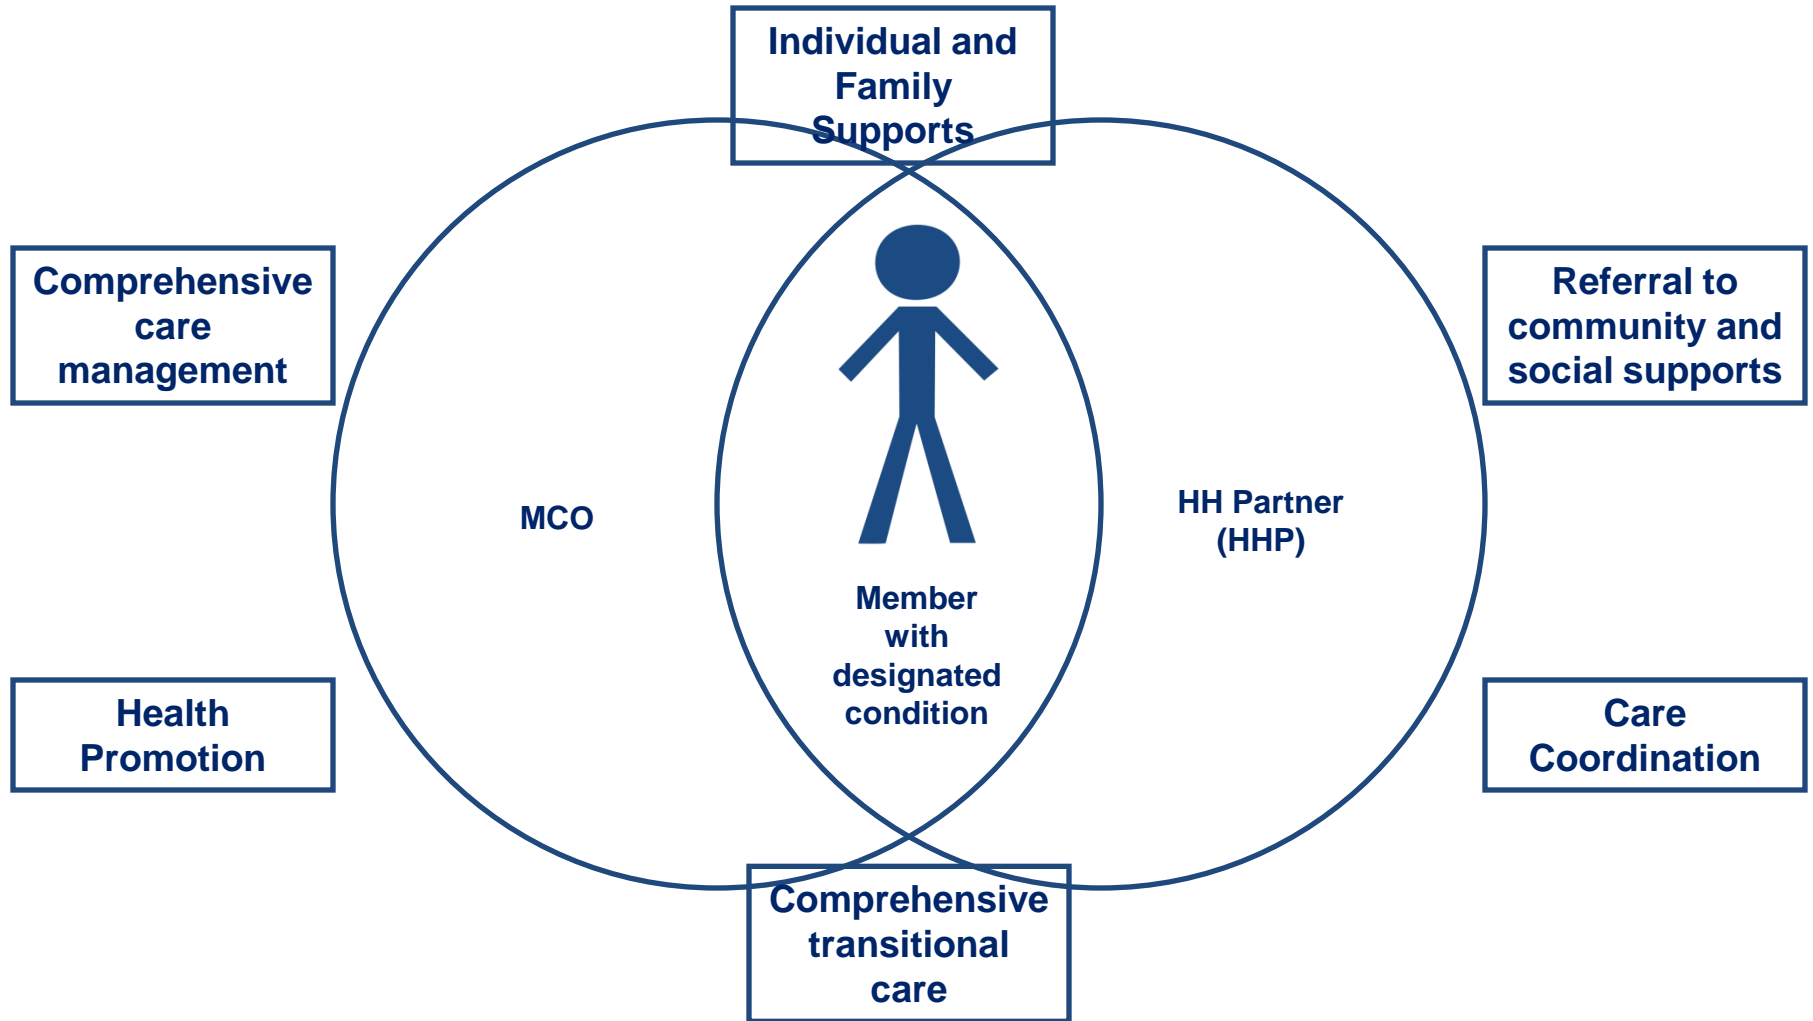 Individual and
Family
Supports
Comprehensive
care
management
Referral to
community and
social supports
MCO
HH Partner
(HHP)
Member
with
designated
condition
Health
Promotion
Care
Coordination
Comprehensive
transitional
care